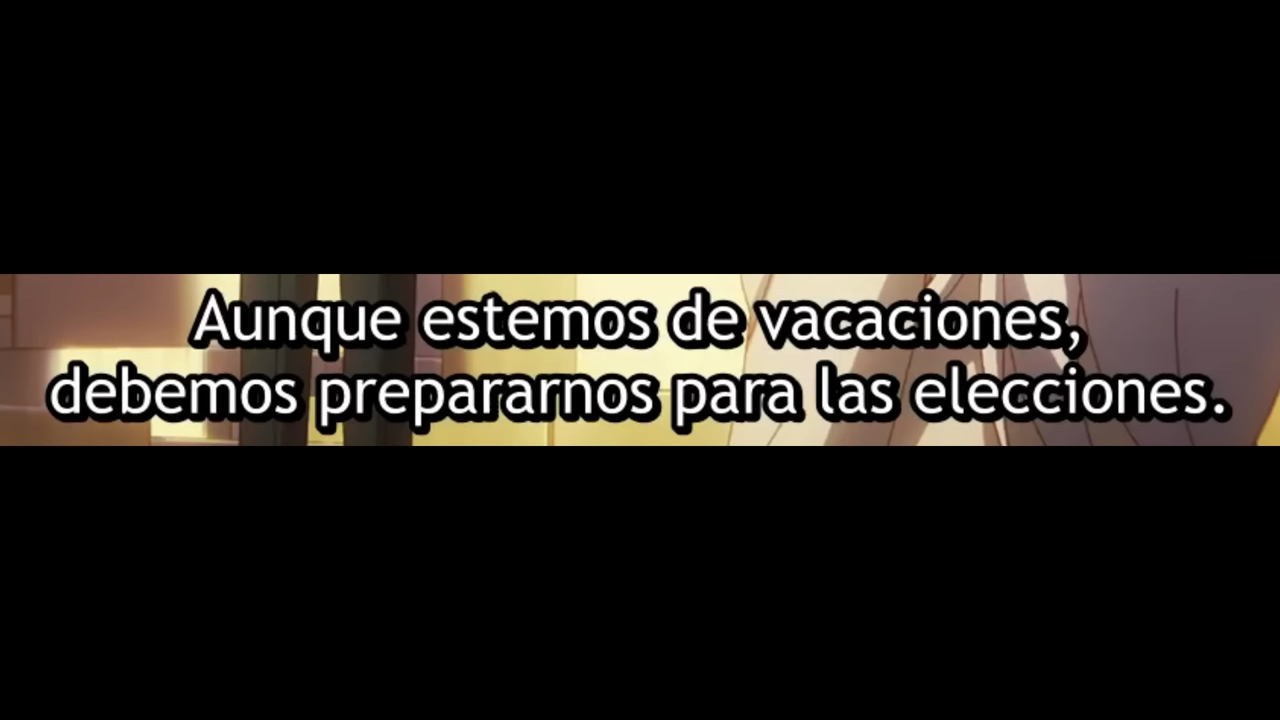 Aunque estemos de vacaciones,
debemos prepararnos para las elecciones.